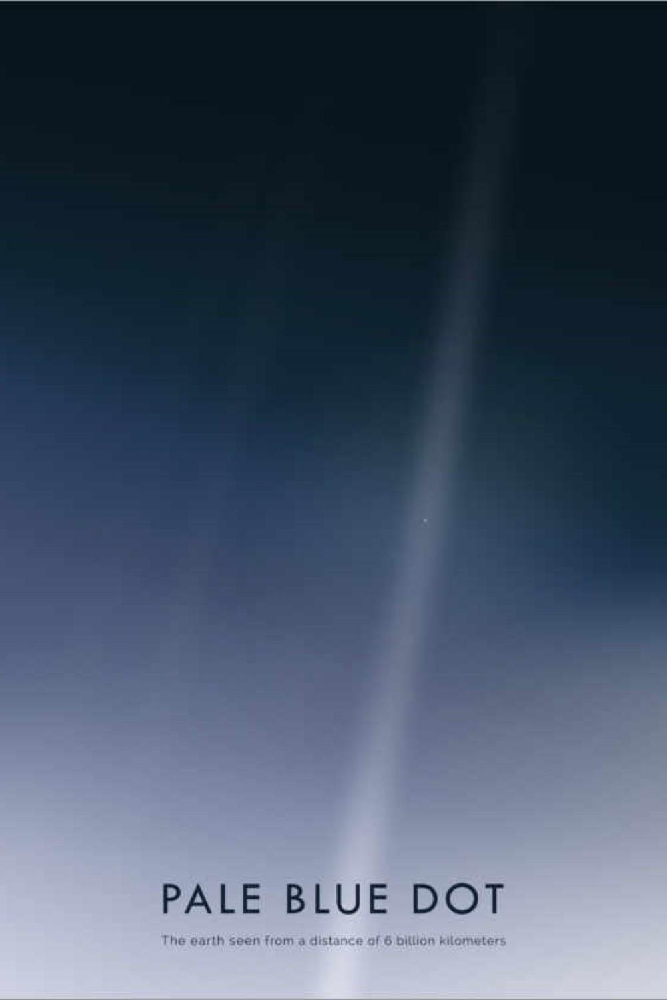 PALE BLUE DOT
The earth seen from a distance of 6 billion kilometers